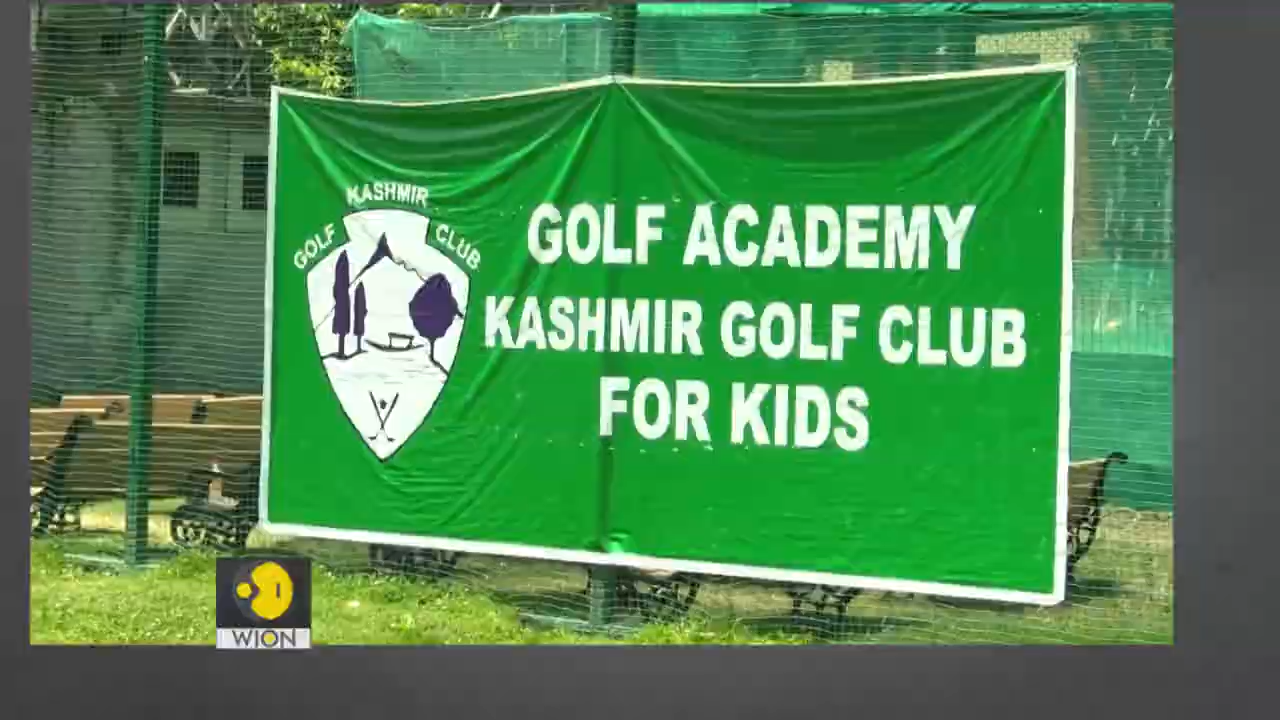 KASHMIR
GOLF CLUB
GOLF ACADEMY
KASHMIR GOLF CLUB
FOR KIDS
WION